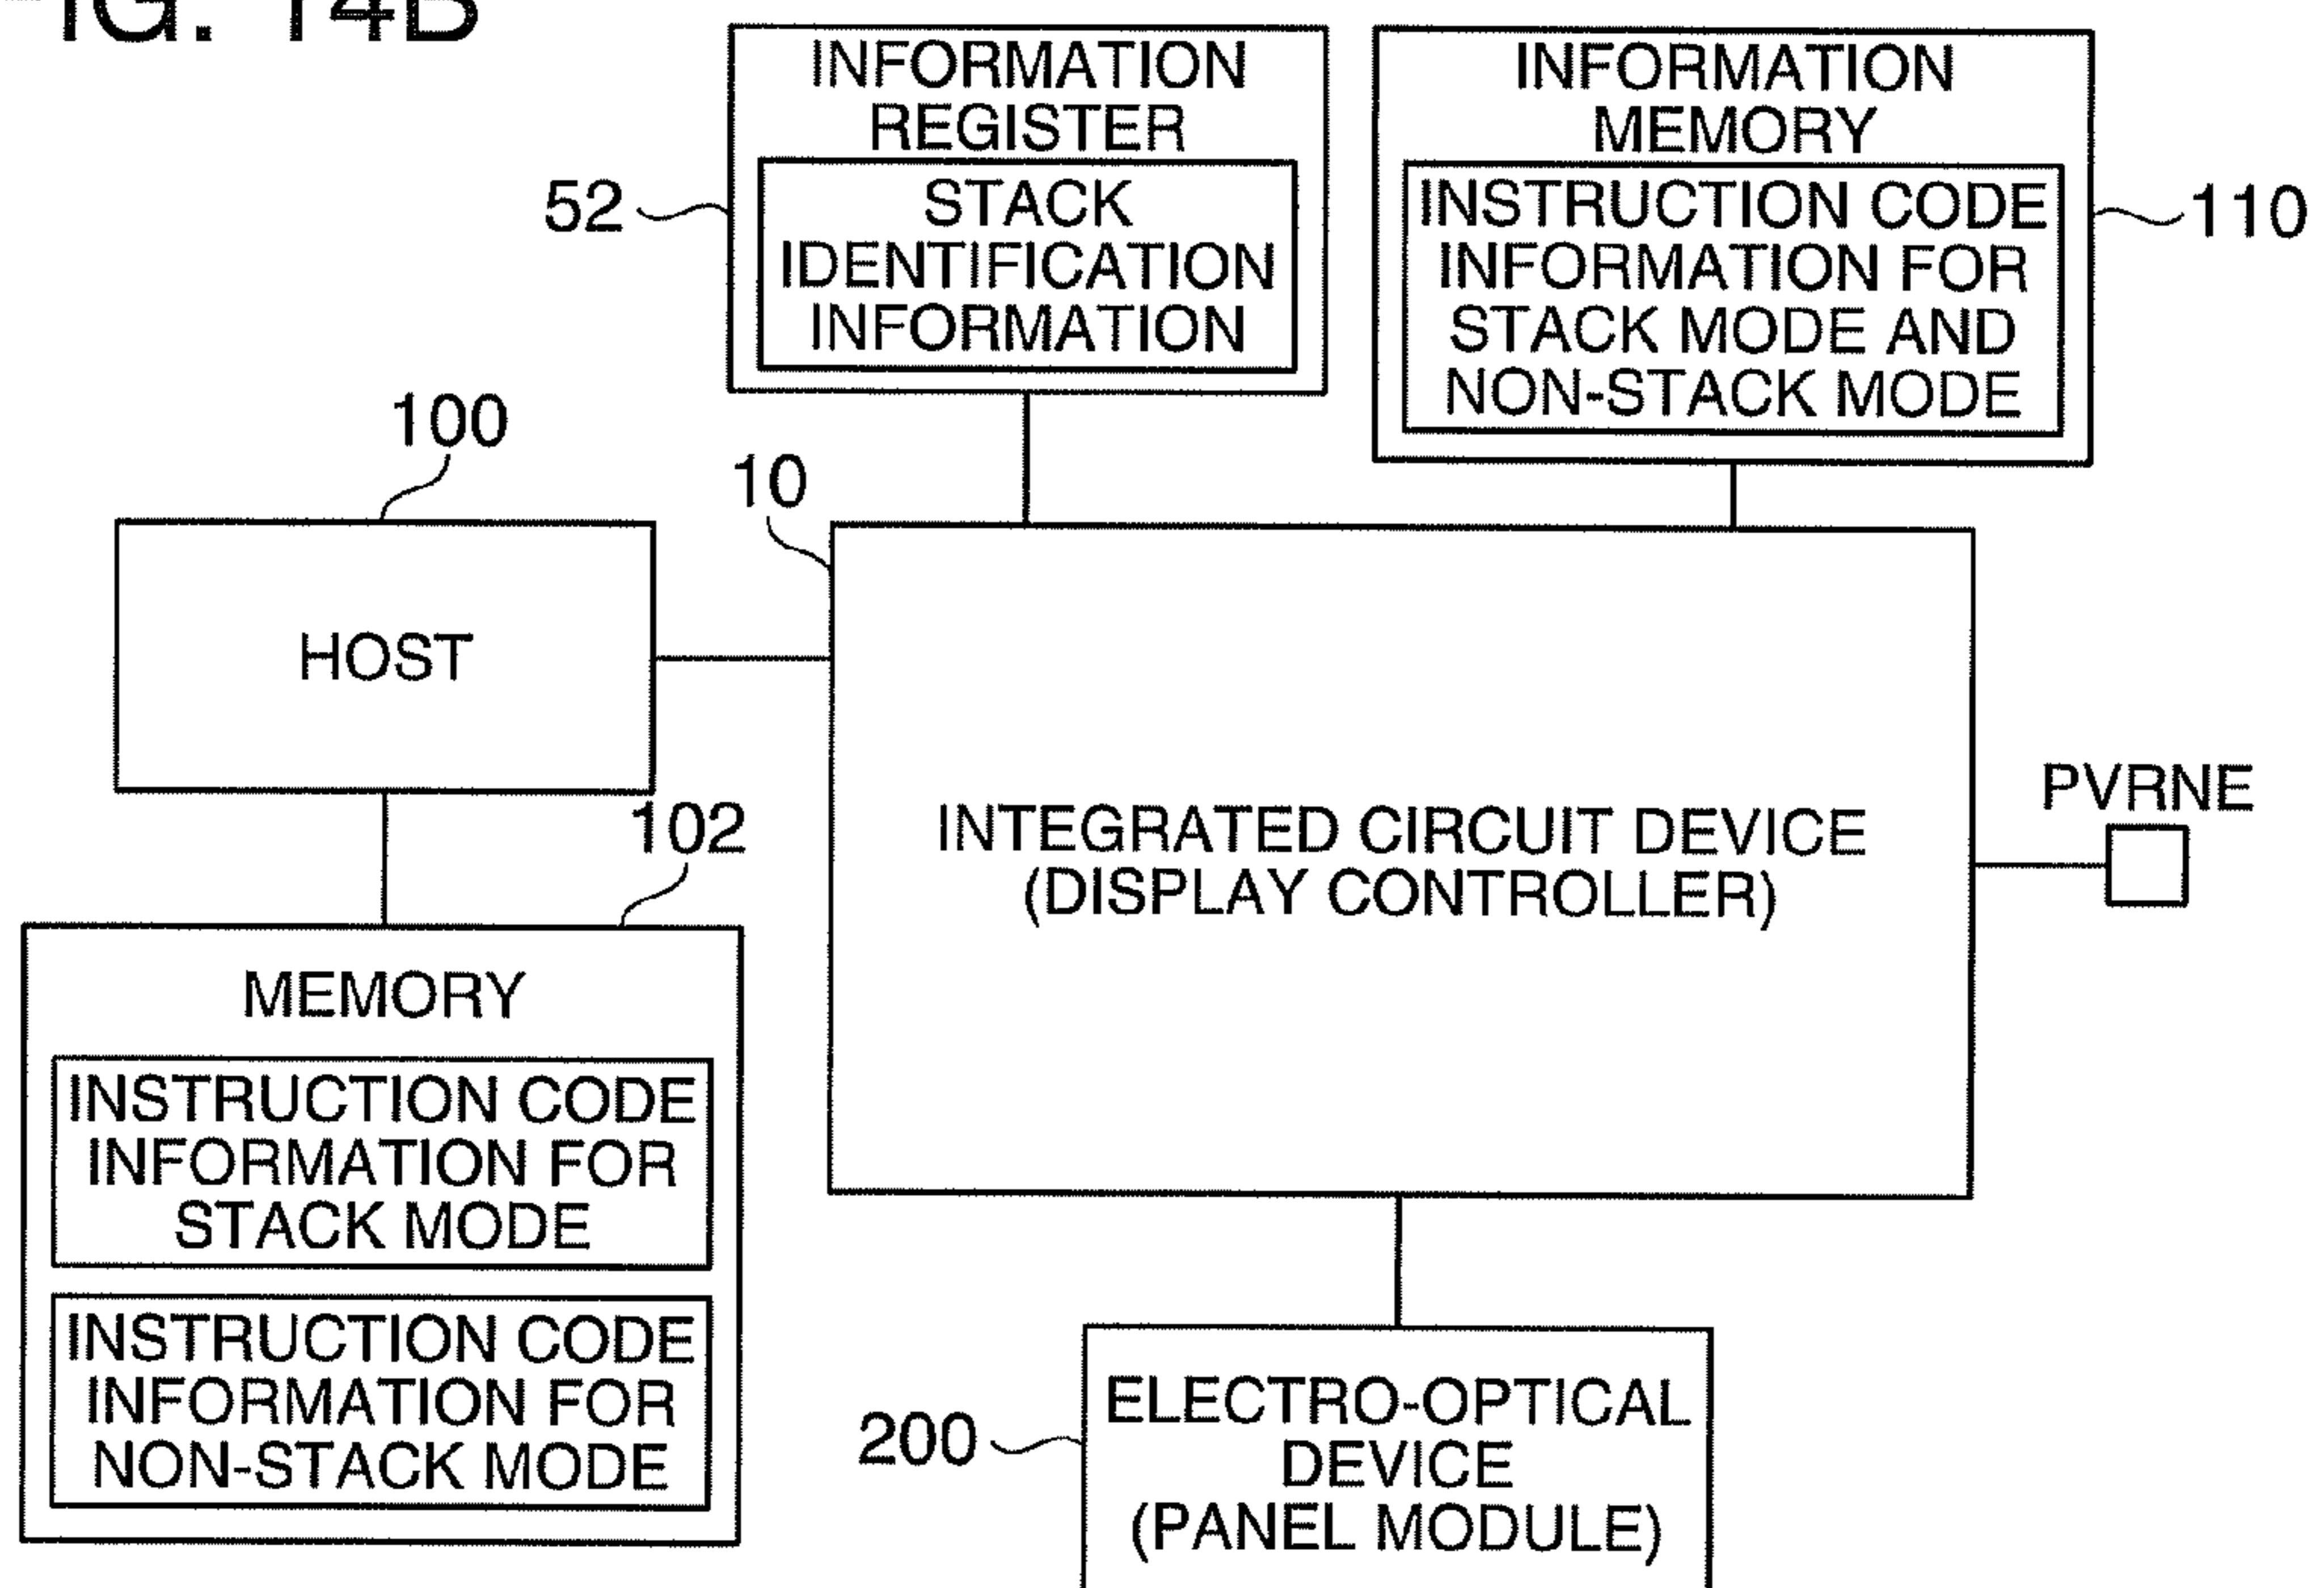 FIG. 14B
INFORMATION
REGISTER
STACK
IDENTIFICATION
INFORMATION
52
INFORMATION
MEMORY
INSTRUCTION CODE
INFORMATION FOR
STACK MODE AND
NON-STACK MODE
110
100
HOST
10
INTEGRATED CIRCUIT DEVICE
(DISPLAY CONTROLLER)
PVRNE
102
MEMORY
INSTRUCTION CODE
INFORMATION FOR
STACK MODE
INSTRUCTION CODE
INFORMATION FOR
NON-STACK MODE
200
ELECTRO-OPTICAL
DEVICE
(PANEL MODULE)